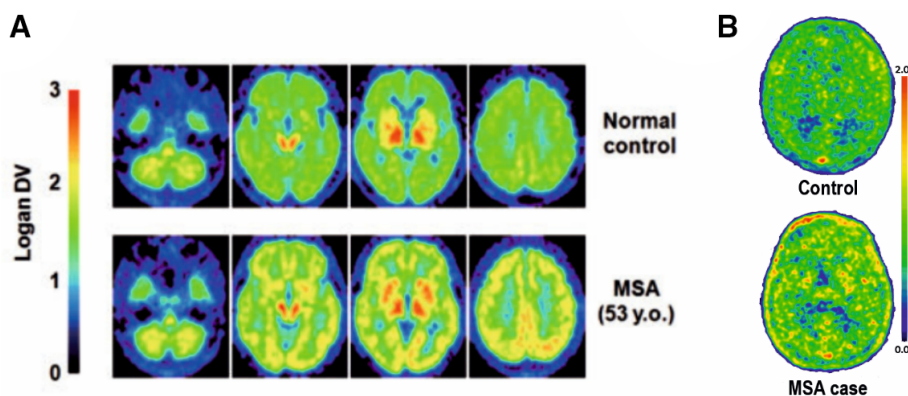 A
B
3
2
1
0
Logan DV
Normal
control
MSA
(53 y.o.)
2.0
0.0
Control
MSA case